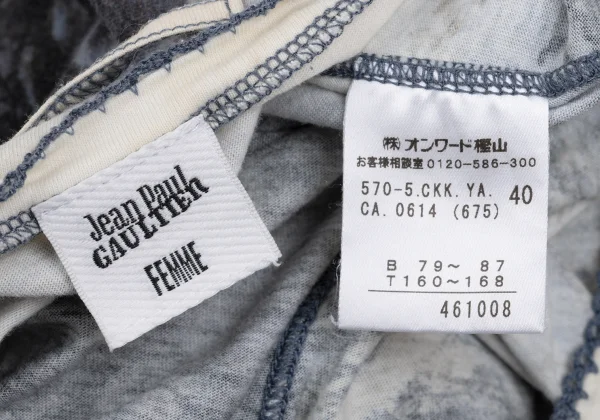 Jean Paul
GAULTIER
FEMME
㈱オンワード樫山
お客様相談室 0120-586-300
570-5.CKK.YA. 40
CA.0614 (675)
B 79～ 87
T 160～168
461008